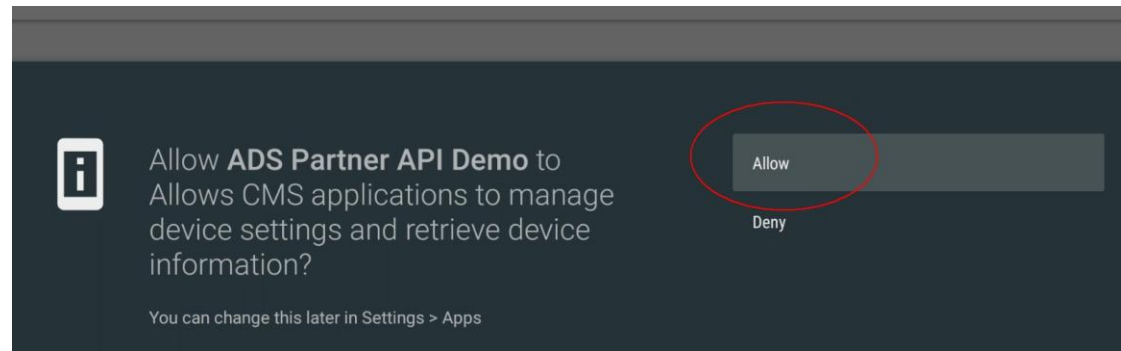 Allow ADS Partner API Demo to
Allows CMS applications to manage
device settings and retrieve device
information?
You can change this later in Settings > Apps
Allow
Deny